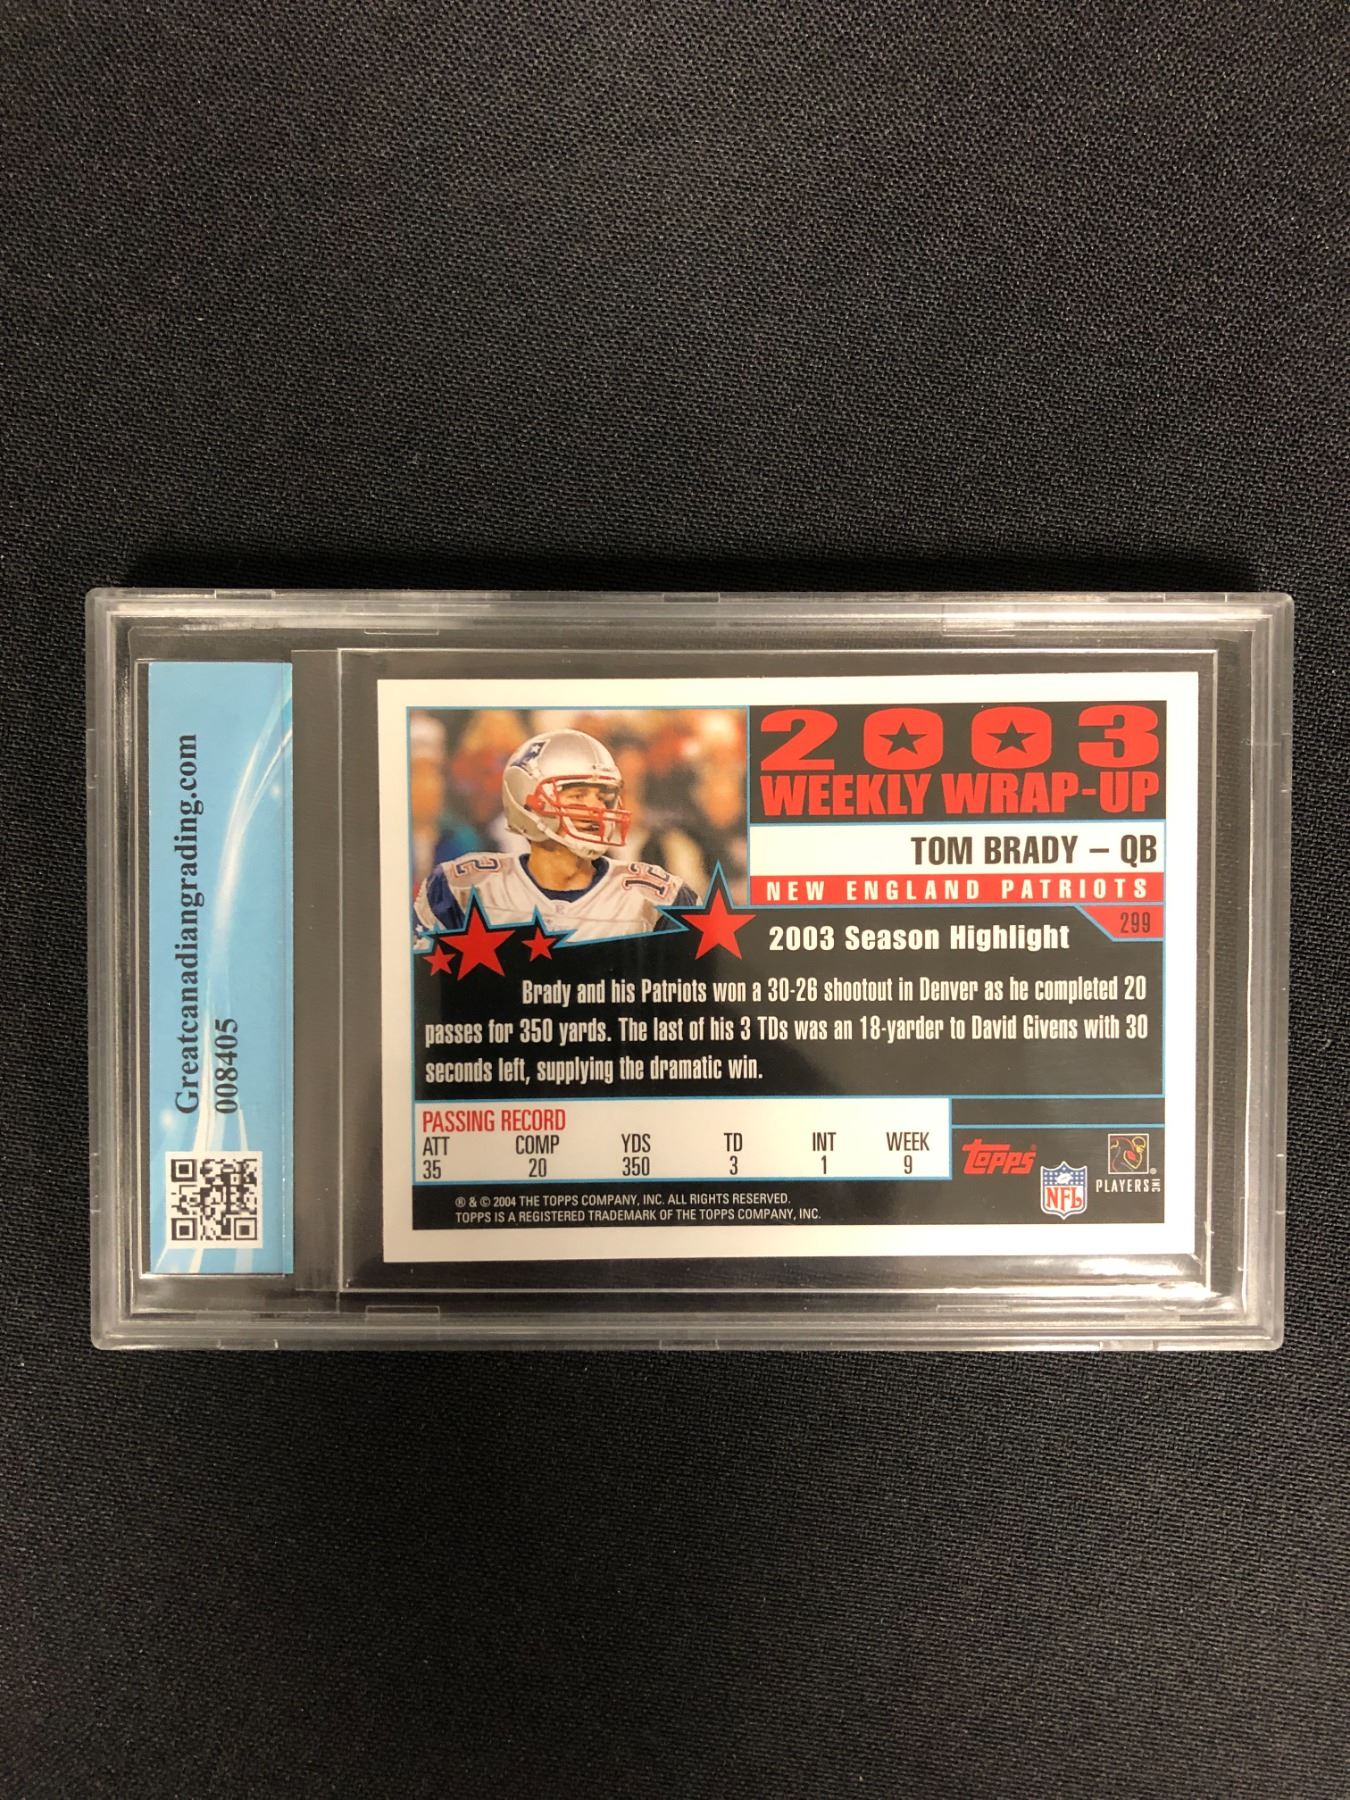 Greatcanadiangrading.com
008405
2003
WEEKLY WRAP-UP
TOM BRADY – QB
NEW ENGLAND PATRIOTS
299
2003 Season Highlight
Brady and his Patriots won a 30-26 shootout in Denver as he completed 20
passes for 350 yards. The last of his 3 TDs was an 18-yarder to David Givens with 30
seconds left, supplying the dramatic win.
PASSING RECORD
ATT COMP YDS TD INT WEEK
35 20 350 3 1 9
topps
NFL
PLAYERS INC
® & © 2004 THE TOPPS COMPANY, INC. ALL RIGHTS RESERVED.
TOPPS IS A REGISTERED TRADEMARK OF THE TOPPS COMPANY, INC.
12
12